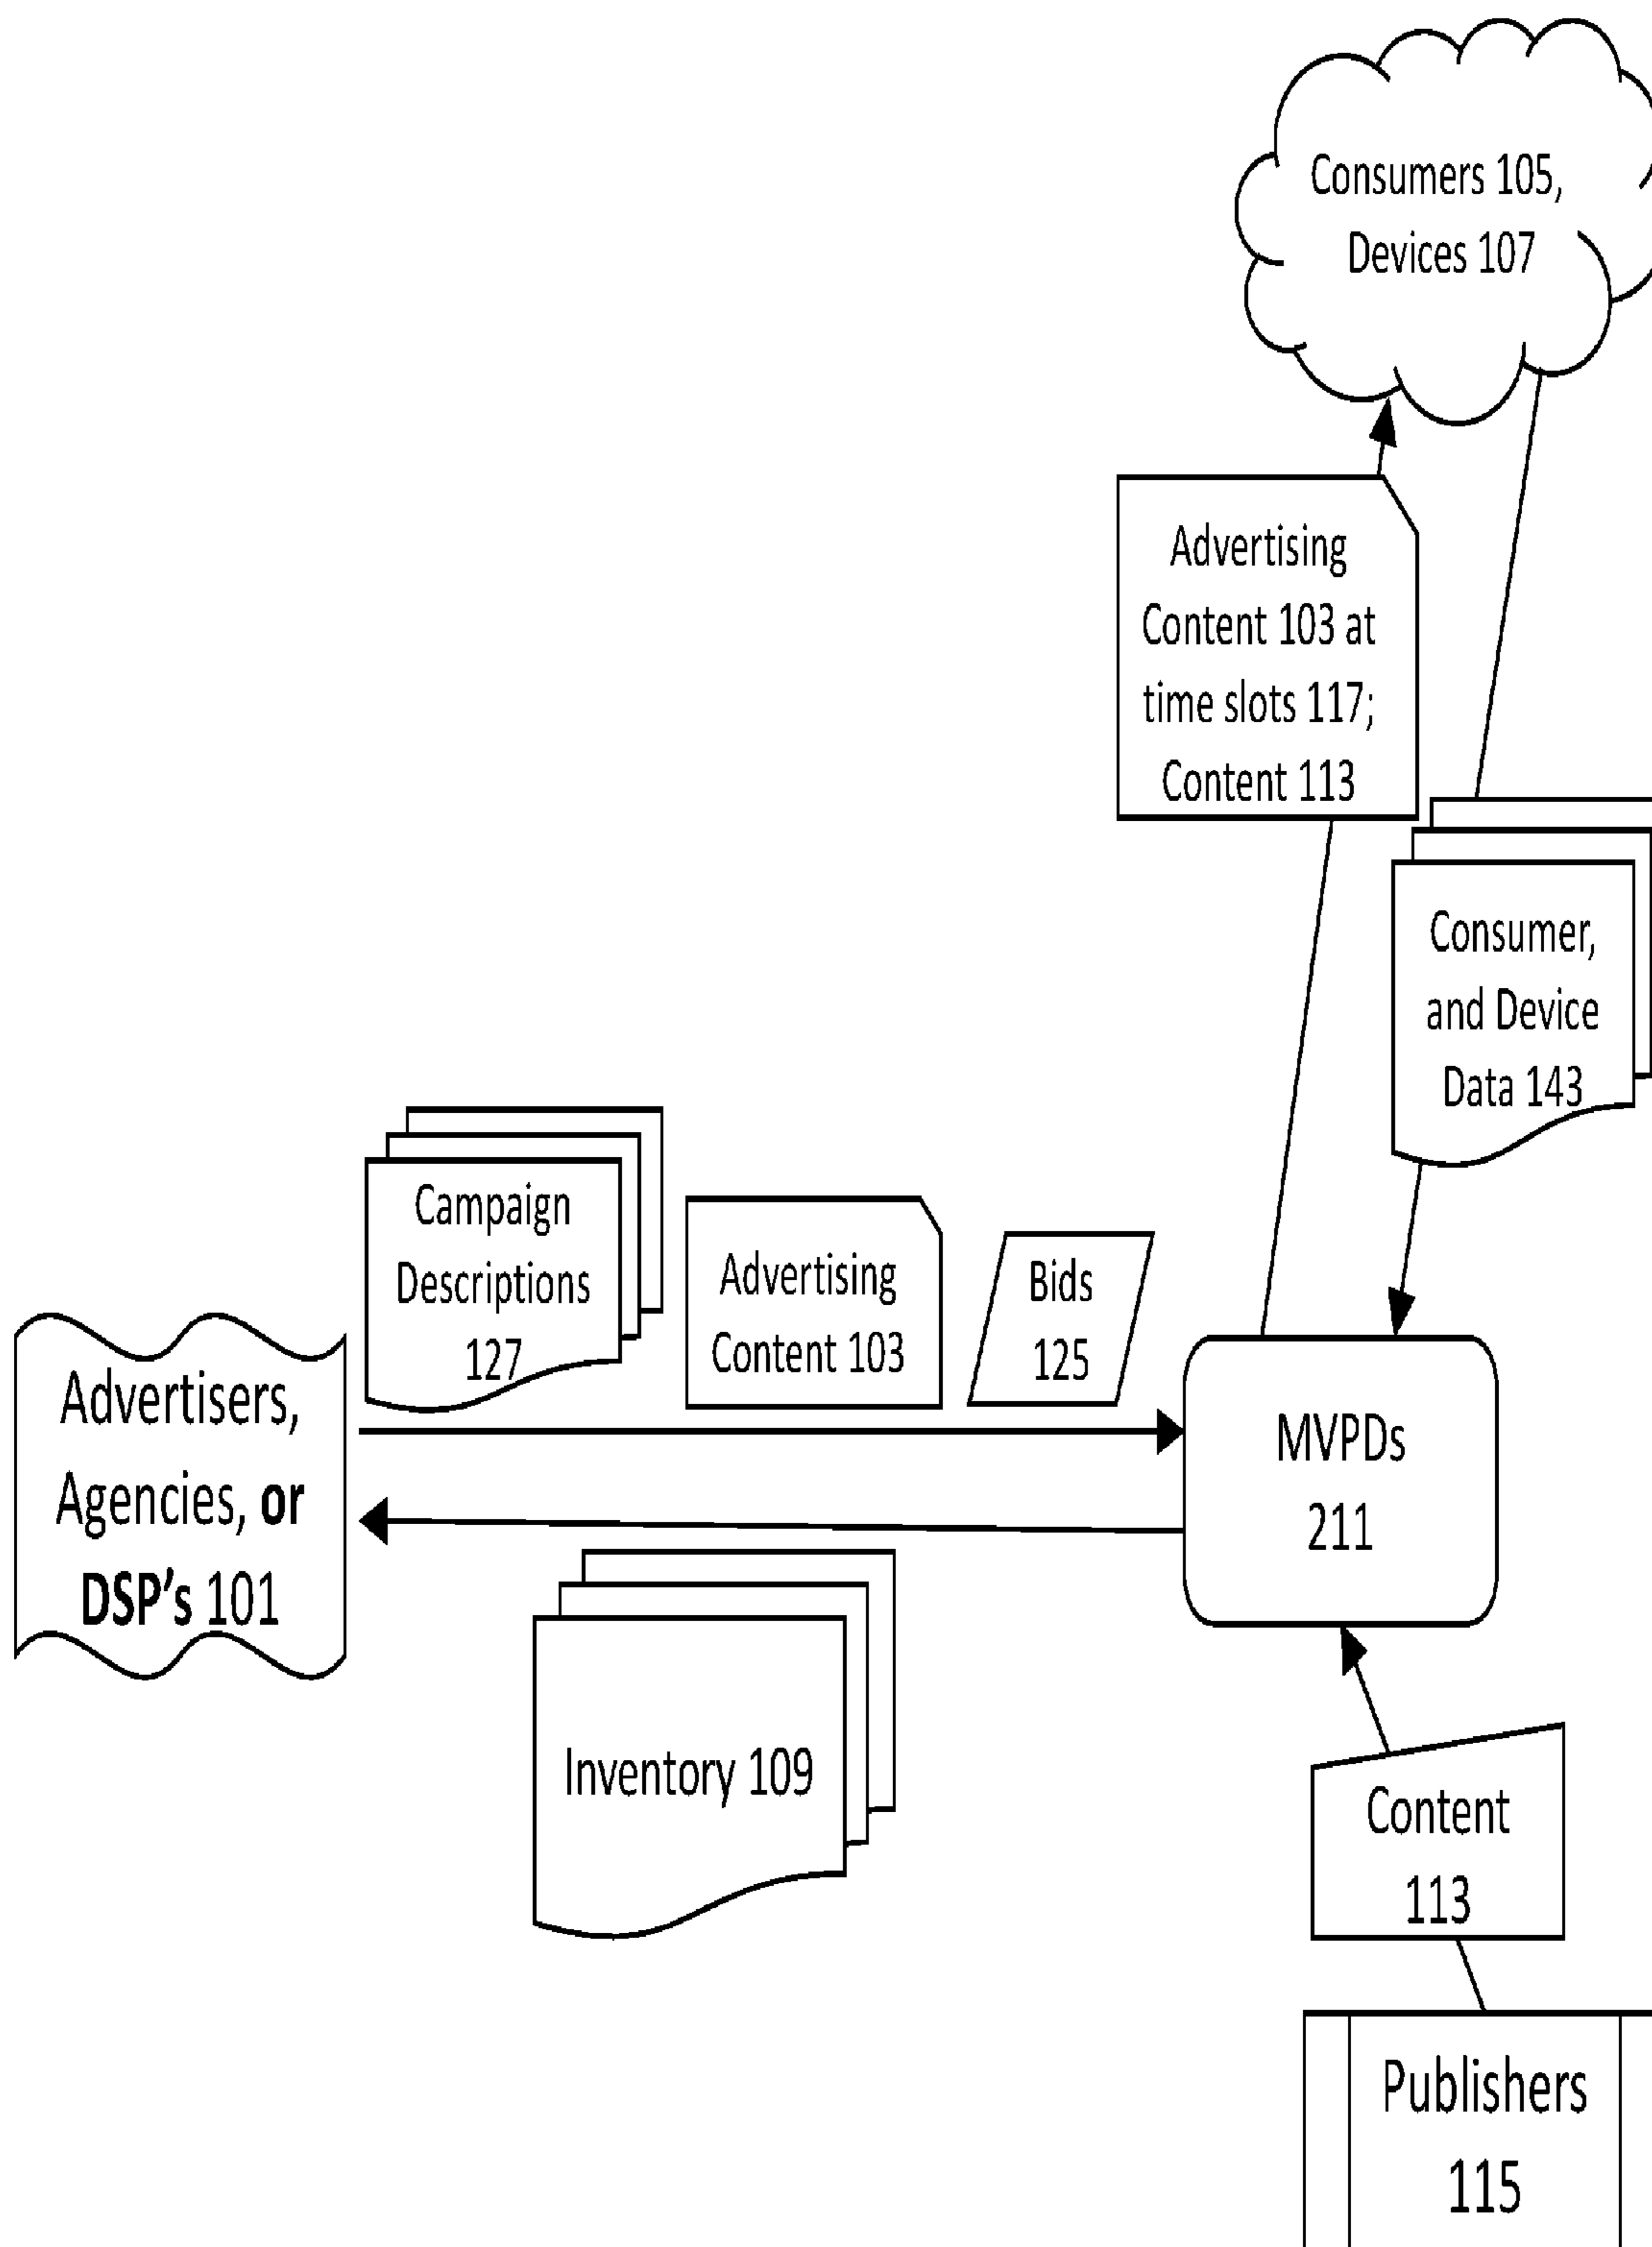 Consumers 105,
Devices 107
Advertising
Content 103 at
time slots 117;
Content 113
Consumer,
and Device
Data 143
Campaign
Descriptions
127
Advertising
Content 103
Bids
125
Advertisers,
Agencies, or
DSP's 101
MVPDs
211
Inventory 109
Content
113
Publishers
115